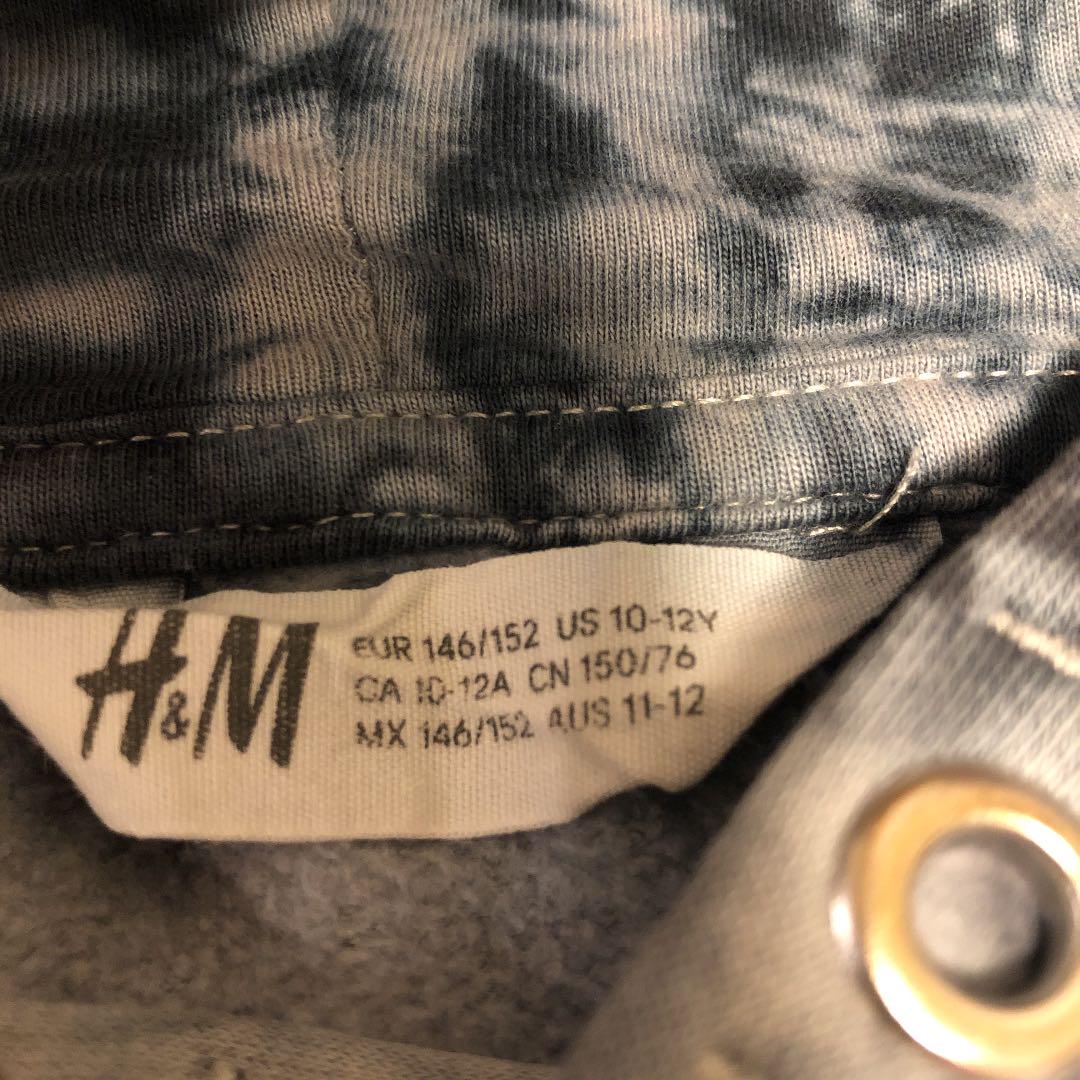 H&M
EUR 146/152 US 10-12Y
CA 10-12A CN 150/76
MX 146/152 AUS 11-12